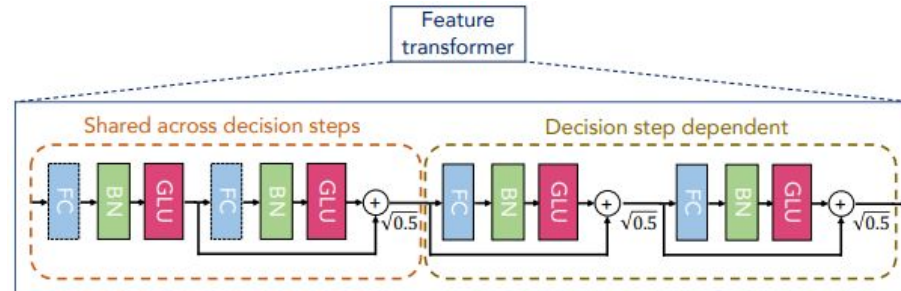 Feature
transformer
Shared across decision steps
Decision step dependent
FC
BN
GLU
FC
BN
GLU
+
√0.5
FC
BN
GLU
+
√0.5
FC
BN
GLU
+
√0.5